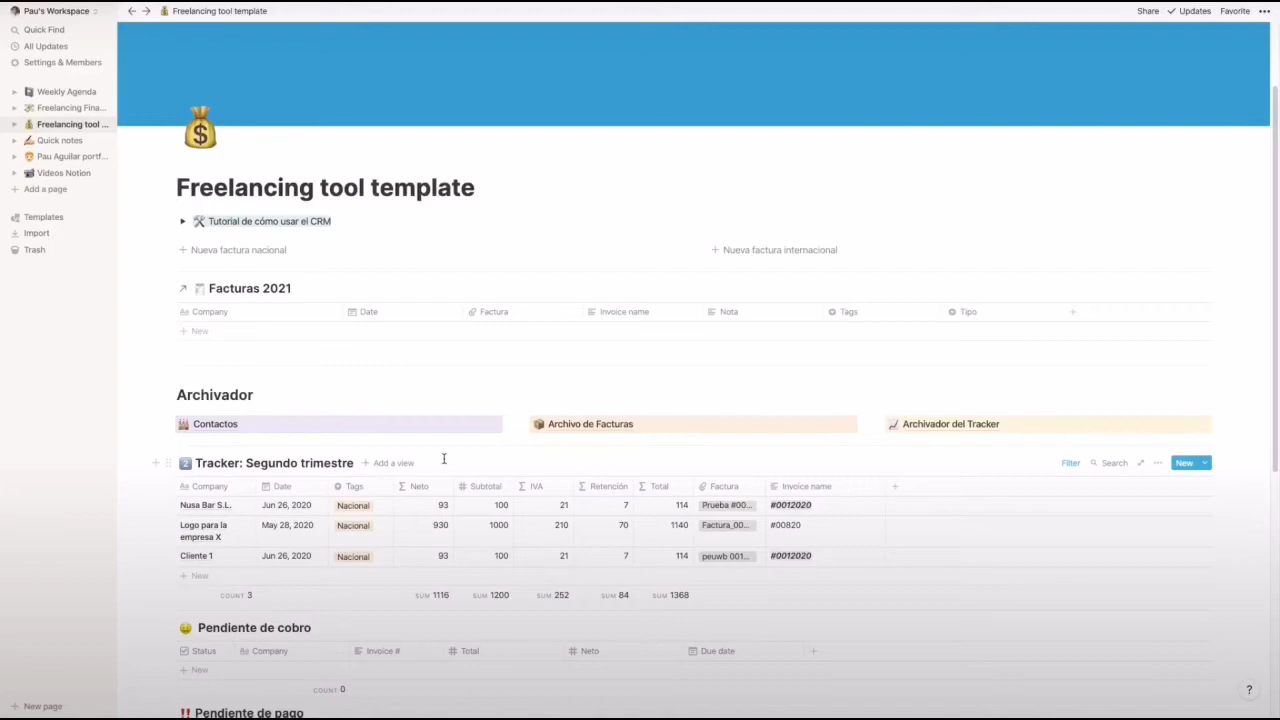 Pau's Workspace
Freelancing tool template
Share
Updates
Favorite
Quick Find
All Updates
Settings & Members
Weekly Agenda
Freelancing Fina...
Freelancing tool ...
Quick notes
Pau Aguilar portf...
Videos Notion
Add a page
Templates
Import
Trash
New page
Freelancing tool template
Tutorial de cómo usar el CRM
Nueva factura nacional
Nueva factura internacional
Facturas 2021
Company Date Factura Invoice name Nota Tags Tipo
New
Archivador
Contactos
Archivo de Facturas
Archivador del Tracker
Tracker: Segundo trimestre
Add a view
Filter
Search
New
Company Date Tags Neto Subtotal IVA Retención Total Factura Invoice name
Nusa Bar S.L. Jun 26, 2020 Nacional 93 100 21 7 114 Prueba #00... #0012020
Logo para la May 28, 2020 Nacional 930 1000 210 70 1140 Factura_00... #00820
empresa X
Cliente 1 Jun 26, 2020 Nacional 93 100 21 7 114 peuwb 001... #0012020
New
COUNT 3 SUM 1116 SUM 1200 SUM 252 SUM 84 SUM 1368
Pendiente de cobro
Status Company Invoice # Total Neto Due date
New
COUNT 0
Pendiente de pago
?